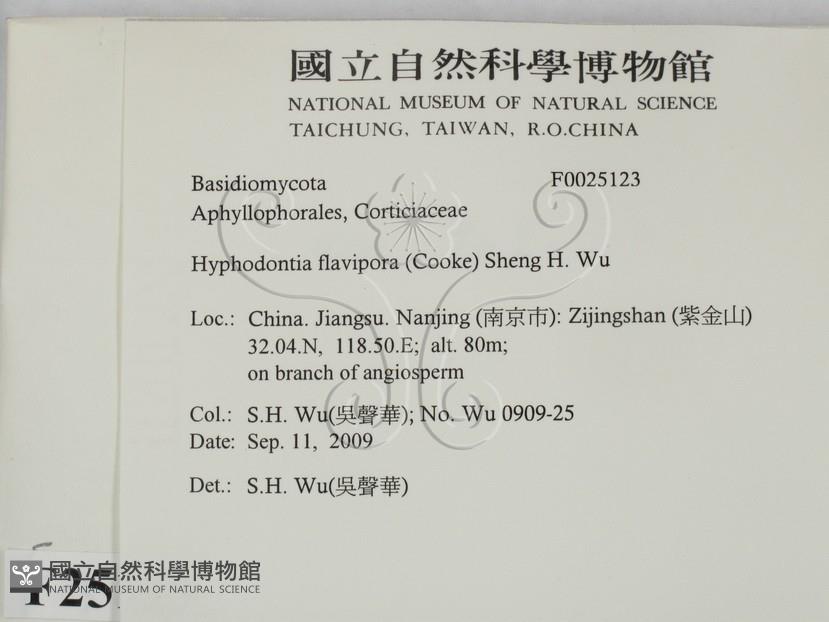 國立自然科學博物館
NATIONAL MUSEUM OF NATURAL SCIENCE
TAICHUNG, TAIWAN, R.O.CHINA
Basidiomycota F0025123
Aphyllophorales, Corticiaceae
Hyphodontia flavipora (Cooke) Sheng H. Wu
Loc.: China. Jiangsu. Nanjing (南京市): Zijingshan (紫金山)
32.04.N, 118.50.E; alt. 80m;
on branch of angiosperm
Col.: S.H. Wu(吳聲華); No. Wu 0909-25
Date: Sep. 11, 2009
Det.: S.H. Wu(吳聲華)
國立自然科學博物館
NATIONAL MUSEUM OF NATURAL SCIENCE
F25